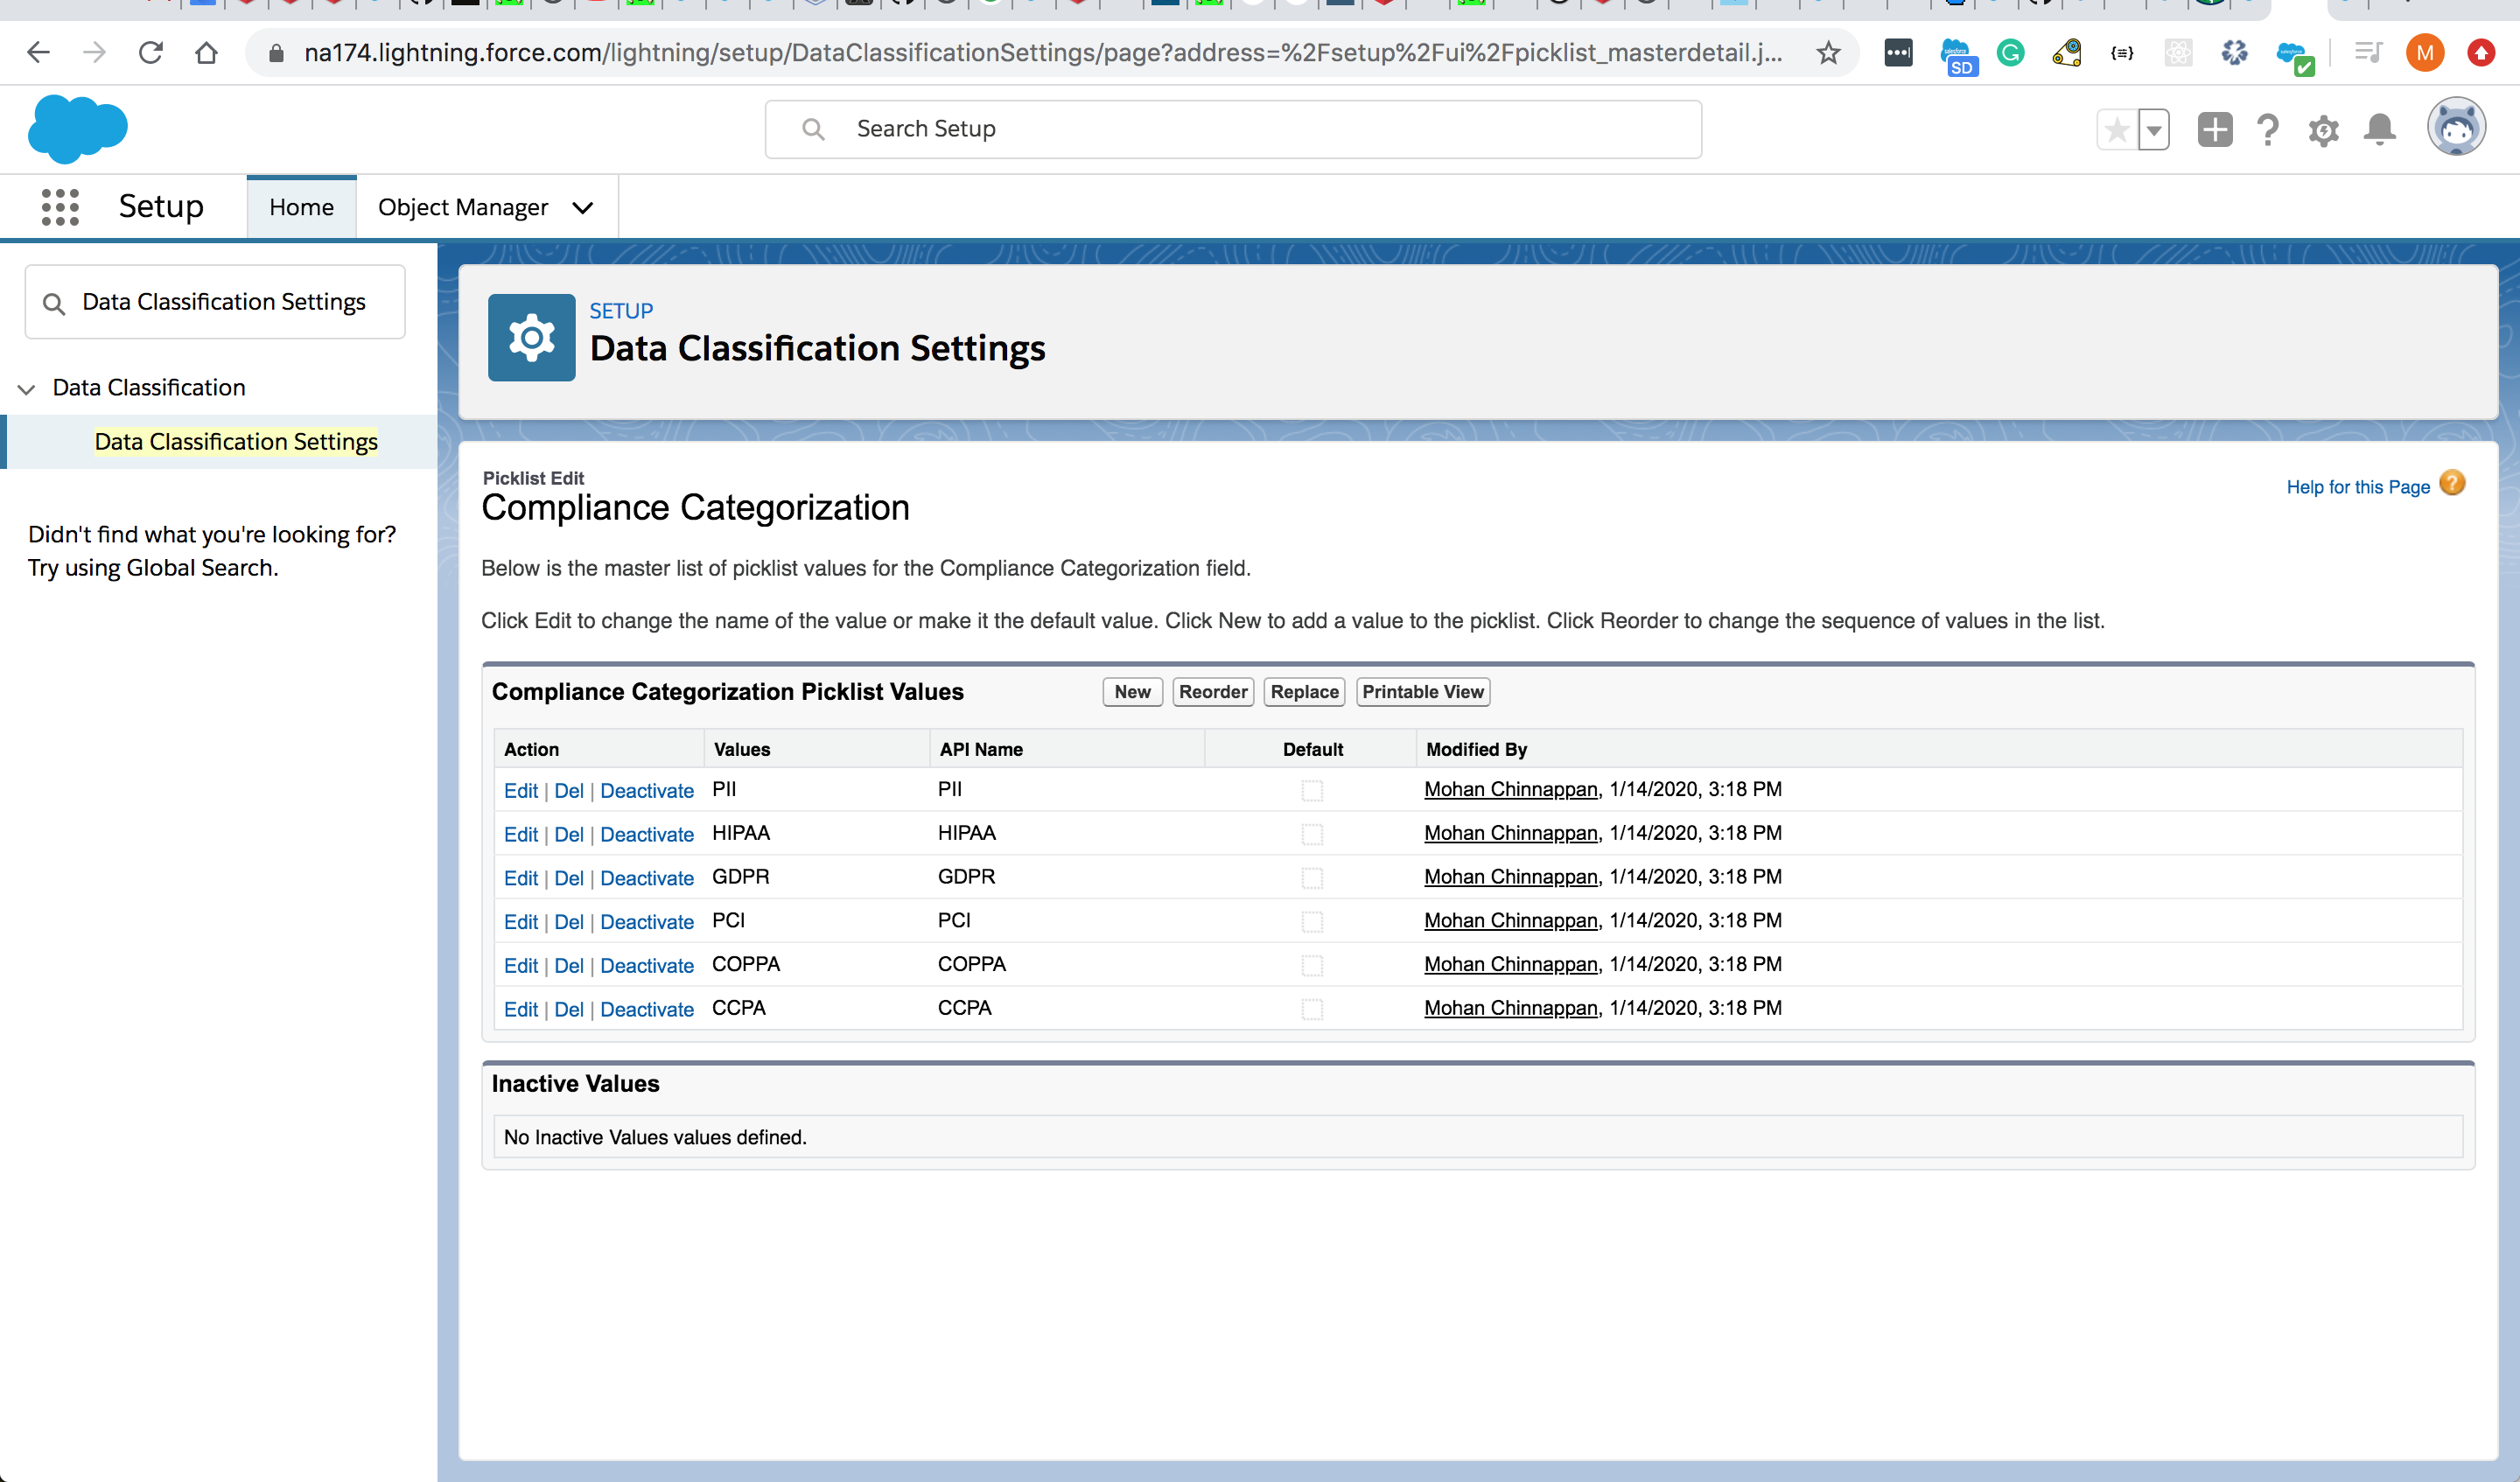 na174.lightning.force.com/lightning/setup/DataClassificationSettings/page?address=%2Fsetup%2Fui%2Fpicklist_masterdetail.j...
SD
G
{≡}
M
Search Setup
Setup
Home
Object Manager
Data Classification Settings
Data Classification
Data Classification Settings
Didn't find what you're looking for?
Try using Global Search.
SETUP
Data Classification Settings
Picklist Edit
Compliance Categorization
Help for this Page ?
Below is the master list of picklist values for the Compliance Categorization field.
Click Edit to change the name of the value or make it the default value. Click New to add a value to the picklist. Click Reorder to change the sequence of values in the list.
Compliance Categorization Picklist Values New Reorder Replace Printable View
Action Values API Name Default Modified By
Edit | Del | Deactivate PII PII Mohan Chinnappan, 1/14/2020, 3:18 PM
Edit | Del | Deactivate HIPAA HIPAA Mohan Chinnappan, 1/14/2020, 3:18 PM
Edit | Del | Deactivate GDPR GDPR Mohan Chinnappan, 1/14/2020, 3:18 PM
Edit | Del | Deactivate PCI PCI Mohan Chinnappan, 1/14/2020, 3:18 PM
Edit | Del | Deactivate COPPA COPPA Mohan Chinnappan, 1/14/2020, 3:18 PM
Edit | Del | Deactivate CCPA CCPA Mohan Chinnappan, 1/14/2020, 3:18 PM
Inactive Values
No Inactive Values values defined.